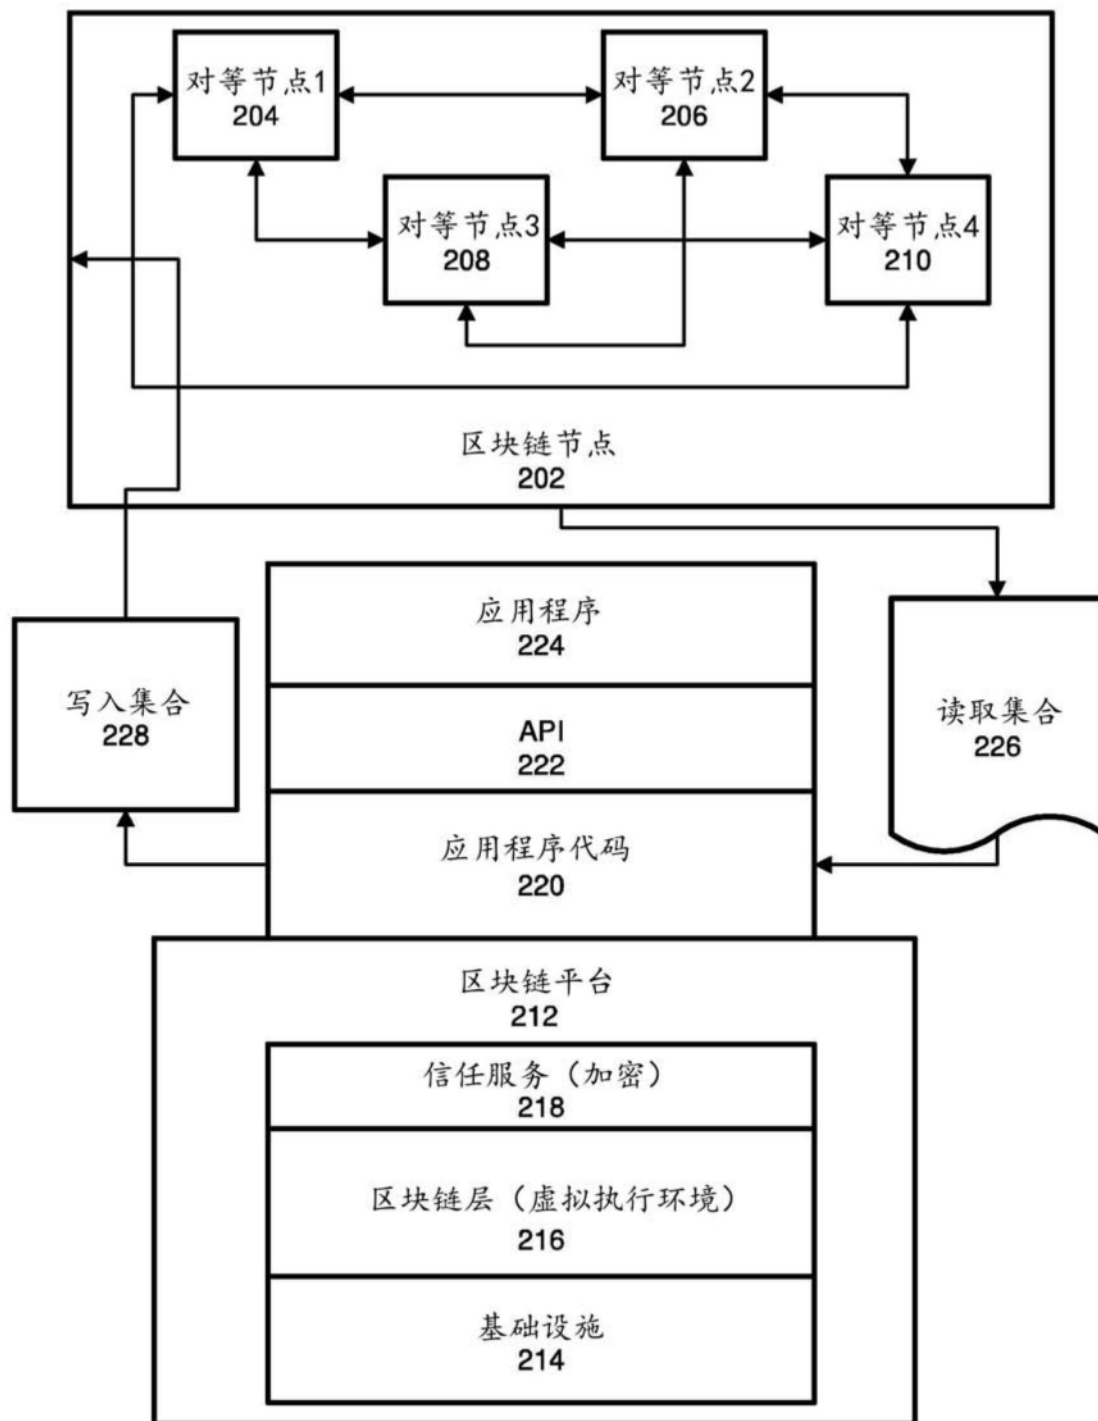 对等节点1
204
对等节点2
206
对等节点3
208
对等节点4
210
区块链节点
202
应用程序
224
写入集合
228
API
222
读取集合
226
应用程序代码
220
区块链平台
212
信任服务（加密）
218
区块链层（虚拟执行环境）
216
基础设施
214